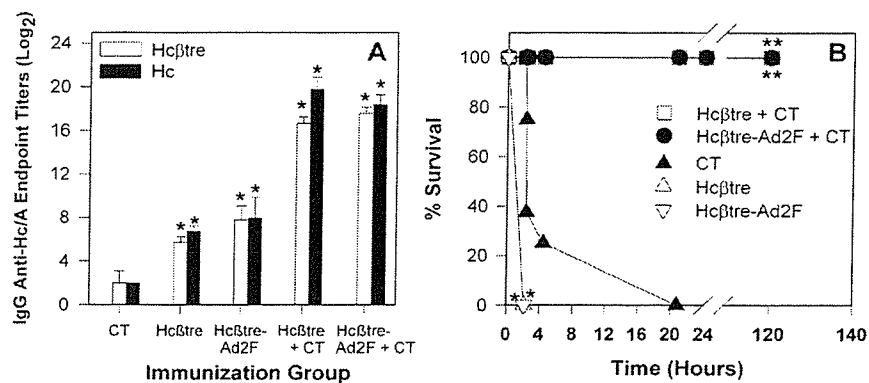 IgG Anti-Hc/A Endpoint Titers (Log2)
24
20
16
12
8
4
0
Hcβtre
Hc
A
* *
* *
* *
* *
CT
Hcβtre
Hcβtre-
Ad2F
Hcβtre
+ CT
Hcβtre-
Ad2F + CT
Immunization Group
% Survival
100
80
60
40
20
0
**
**
B
Hcβtre + CT
Hcβtre-Ad2F + CT
CT
Hcβtre
Hcβtre-Ad2F
* *
0 4 8 12 16 20 24 120 140
Time (Hours)